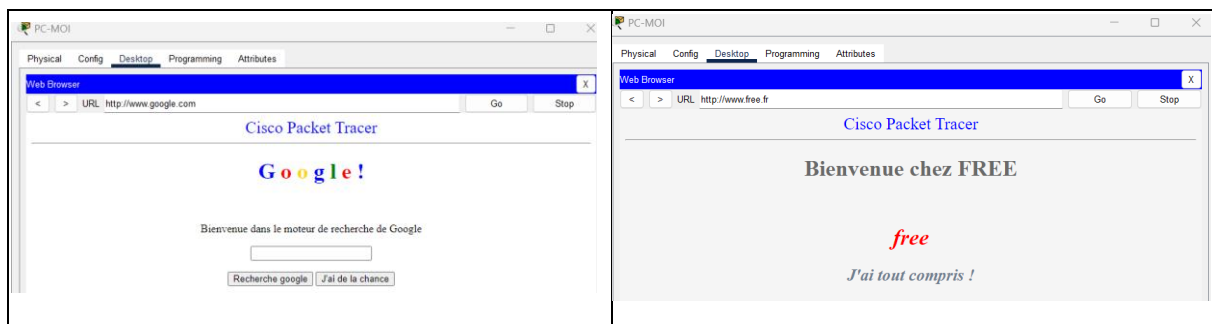 PC-MOI
Physical Config Desktop Programming Attributes
Web Browser X
< > URL http://www.google.com Go Stop
Cisco Packet Tracer
Google!
Bienvenue dans le moteur de recherche de Google
Recherche google J'ai de la chance
PC-MOI
Physical Config Desktop Programming Attributes
Web Browser X
< > URL http://www.free.fr Go Stop
Cisco Packet Tracer
Bienvenue chez FREE
free
J'ai tout compris !